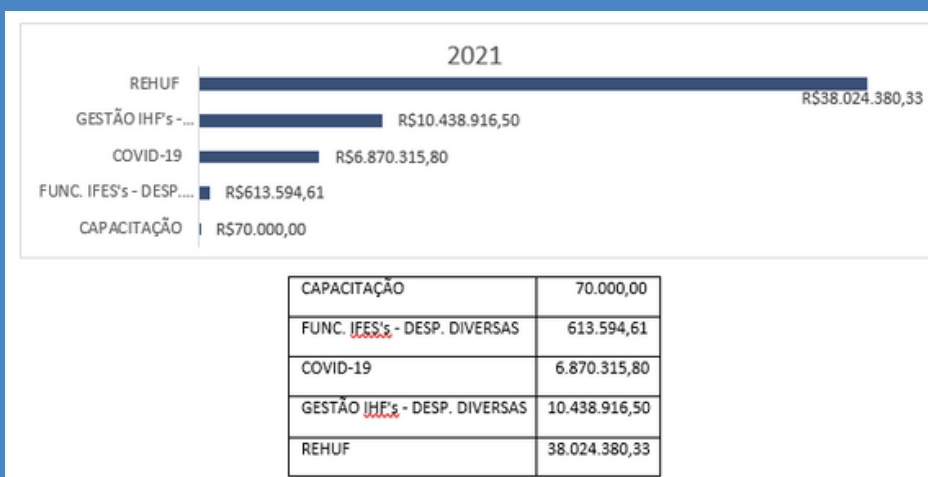 2021
REHUF
R$38.024.380,33
GESTÃO IHF's -...
R$10.438.916,50
COVID-19
R$6.870.315,80
FUNC. IFES's - DESP....
R$613.594,61
CAPACITAÇÃO
R$70.000,00
CAPACITAÇÃO 70.000,00
FUNC. IFES's - DESP. DIVERSAS 613.594,61
COVID-19 6.870.315,80
GESTÃO IHF's - DESP. DIVERSAS 10.438.916,50
REHUF 38.024.380,33